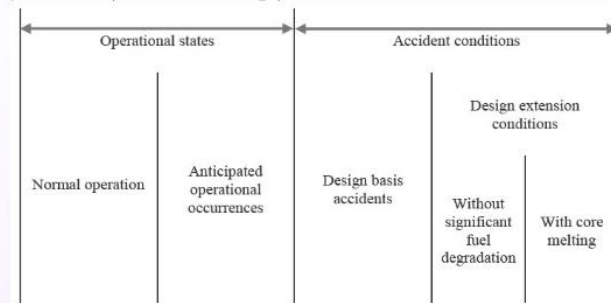 Operational states
Accident conditions
Normal operation
Anticipated
operational
occurrences
Design basis
accidents
Design extension
conditions
Without
significant
fuel
degradation
With core
melting